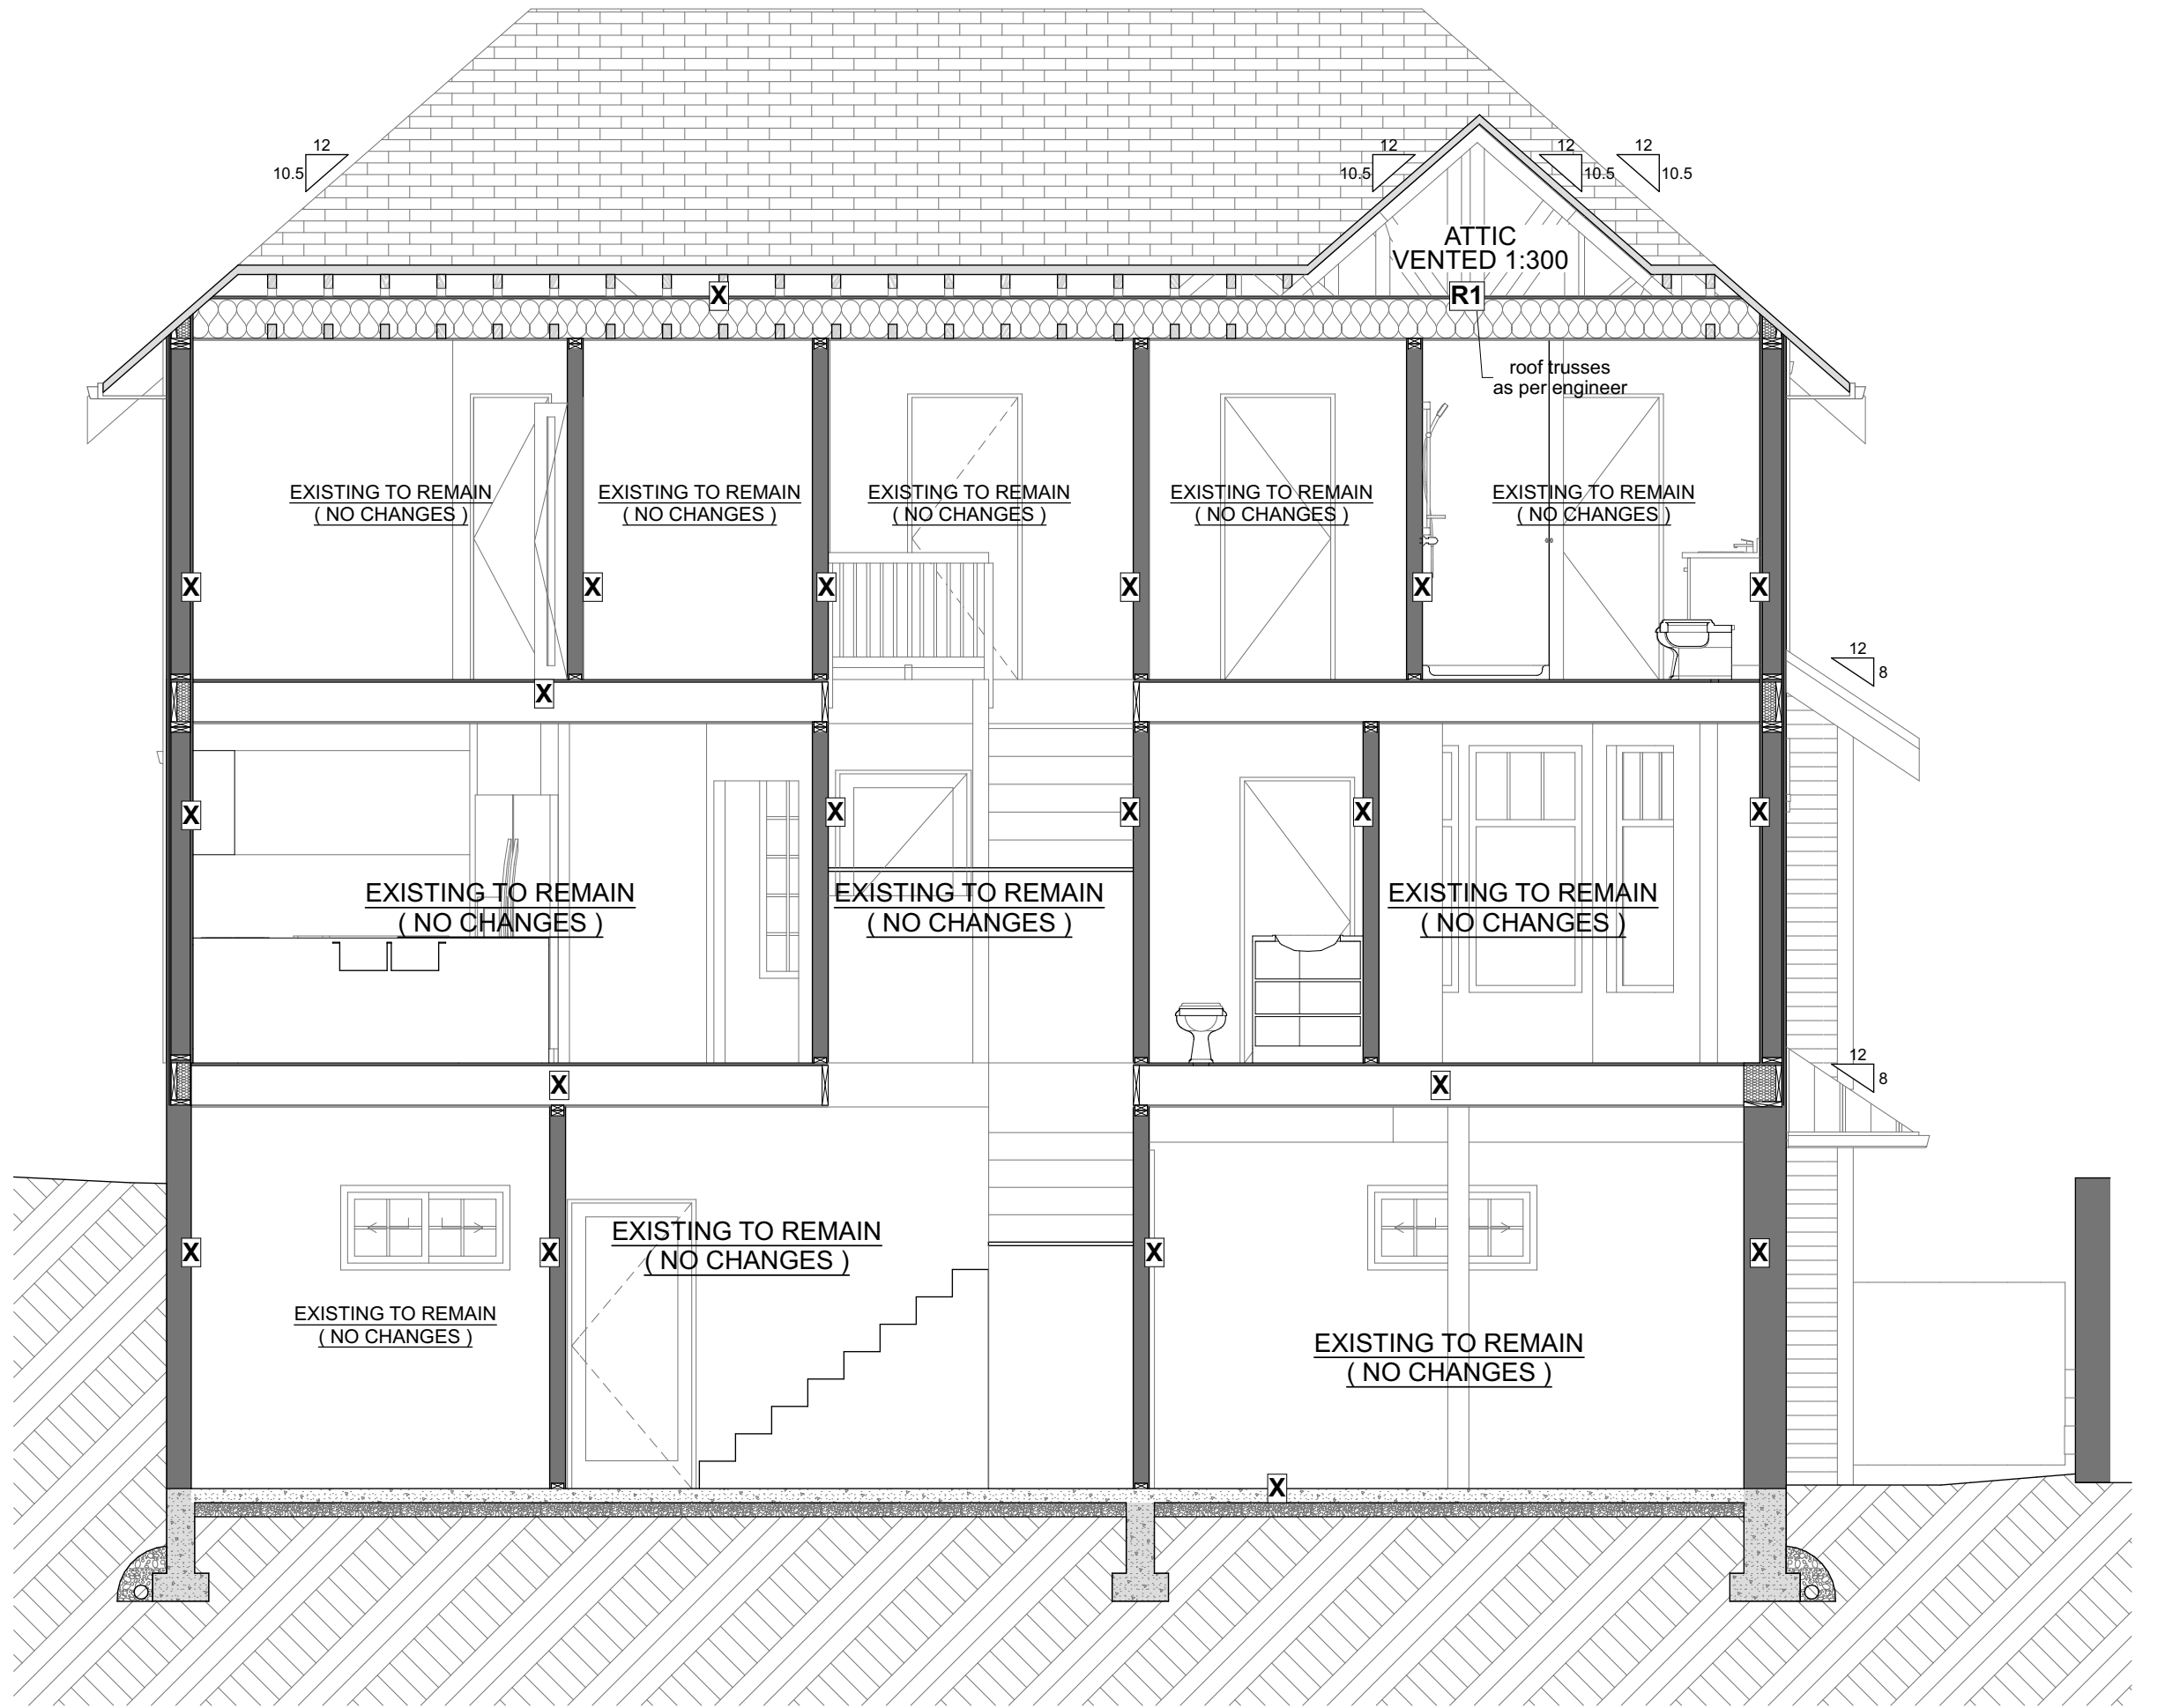 12
12
12
12
10.5
10.5
10.5
10.5
ATTIC
VENTED 1:300
X
R1
roof trusses
as per engineer
EXISTING TO REMAIN
( NO CHANGES )
EXISTING TO REMAIN
( NO CHANGES )
EXISTING TO REMAIN
( NO CHANGES )
EXISTING TO REMAIN
( NO CHANGES )
EXISTING TO REMAIN
( NO CHANGES )
X
X
X
X
X
X
12
8
X
X
X
X
X
X
EXISTING TO REMAIN
( NO CHANGES )
EXISTING TO REMAIN
( NO CHANGES )
EXISTING TO REMAIN
( NO CHANGES )
12
8
X
X
EXISTING TO REMAIN
( NO CHANGES )
X
X
X
X
EXISTING TO REMAIN
( NO CHANGES )
EXISTING TO REMAIN
( NO CHANGES )
X